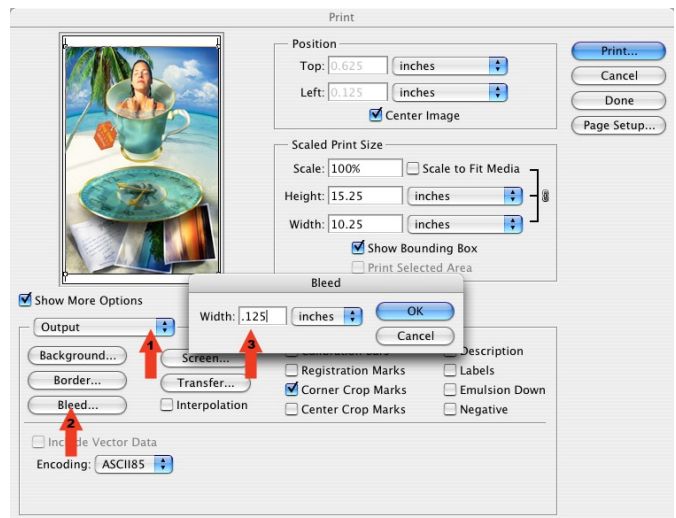 Print
Position
Top: 0.625 inches
Left: 0.125 inches
Center Image
Print...
Cancel
Done
Page Setup...
Scaled Print Size
Scale: 100% Scale to Fit Media
Height: 15.25 inches
Width: 10.25 inches
Show Bounding Box
Print Selected Area
Bleed
Width: .125 inches
OK
Cancel
Show More Options
Output
1
3
Background...
Screen...
Description
Border...
Transfer...
Registration Marks
Labels
Bleed...
Interpolation
Corner Crop Marks
Emulsion Down
2
Center Crop Marks
Negative
Vector Data
Encoding: ASCII85